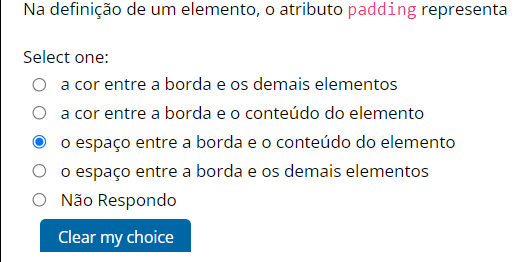 Na definição de um elemento, o atributo padding representa
Select one:
a cor entre a borda e os demais elementos
a cor entre a borda e o conteúdo do elemento
o espaço entre a borda e o conteúdo do elemento
o espaço entre a borda e os demais elementos
Não Respondo
Clear my choice